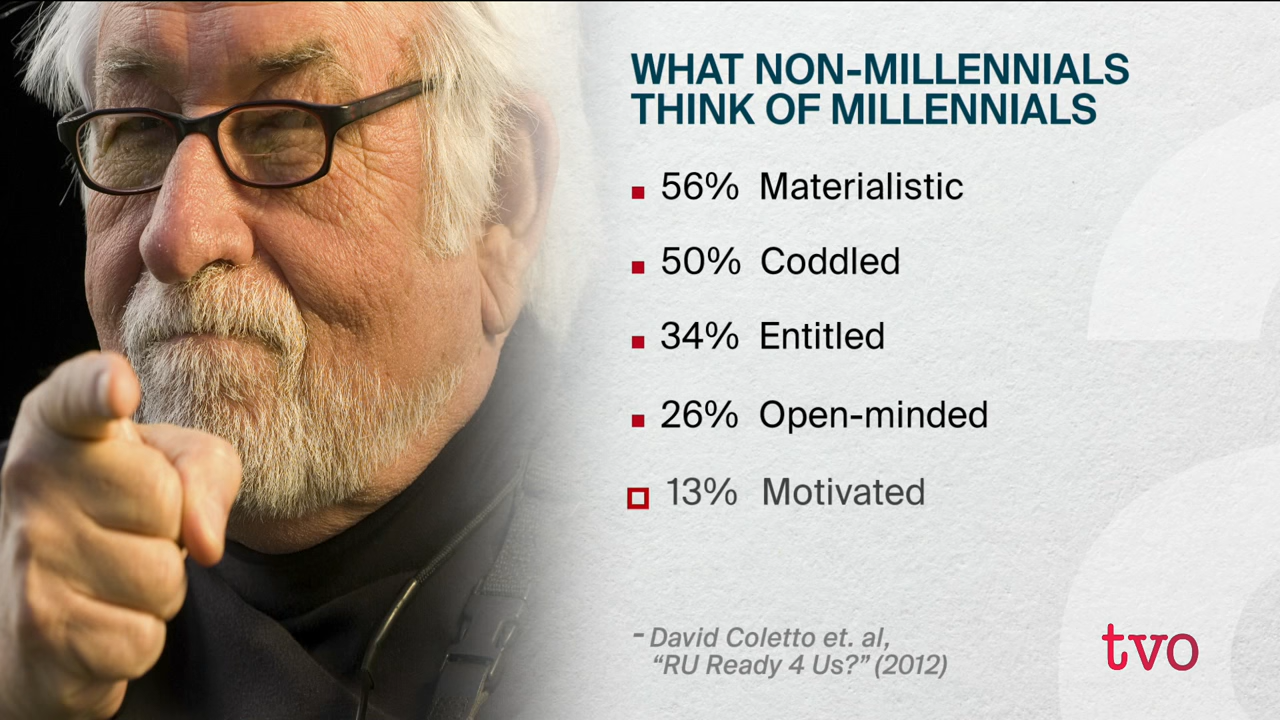 WHAT NON-MILLENNIALS
THINK OF MILLENNIALS
56% Materialistic
50% Coddled
34% Entitled
26% Open-minded
13% Motivated
- David Coletto et. al,
“RU Ready 4 Us?” (2012)
tvo